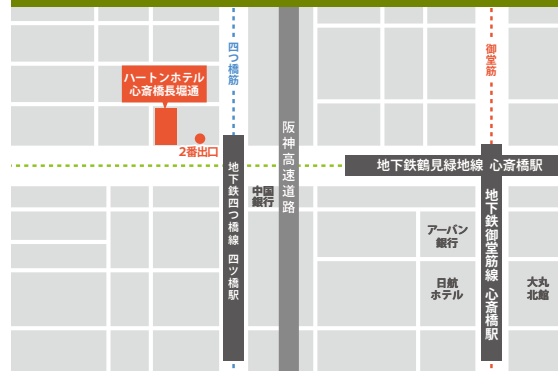 四つ橋筋
御堂筋
ハートンホテル
心斎橋長堀通
2番出口
阪神高速道路
地下鉄鶴見緑地線 心斎橋駅
地下鉄四つ橋線 四ツ橋駅
中国
銀行
地下鉄御堂筋線 心斎橋駅
アーバン
銀行
日航
ホテル
大丸
北館